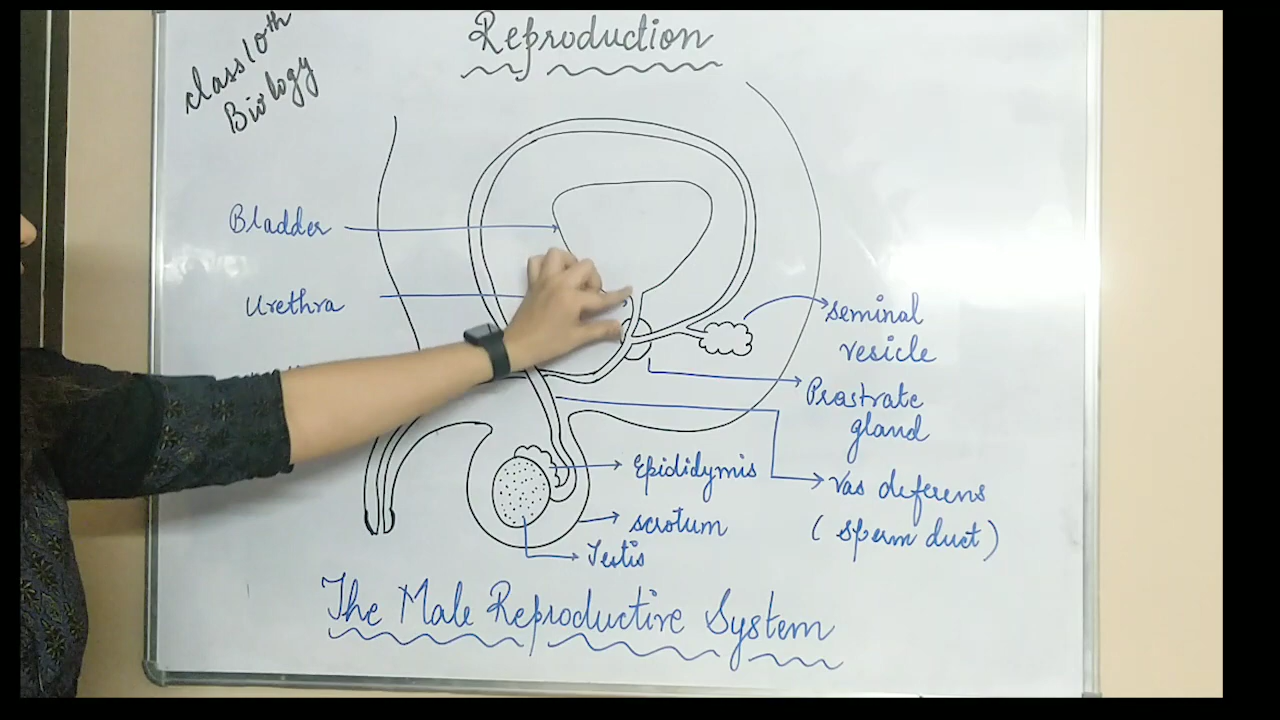 Reproduction
class 10th
Biology
Bladder
Urethra
seminal
vesicle
Prastrate
gland
Epididymis
Vas deferens
(sperm duct)
scrotum
Testis
The Male Reproductive System